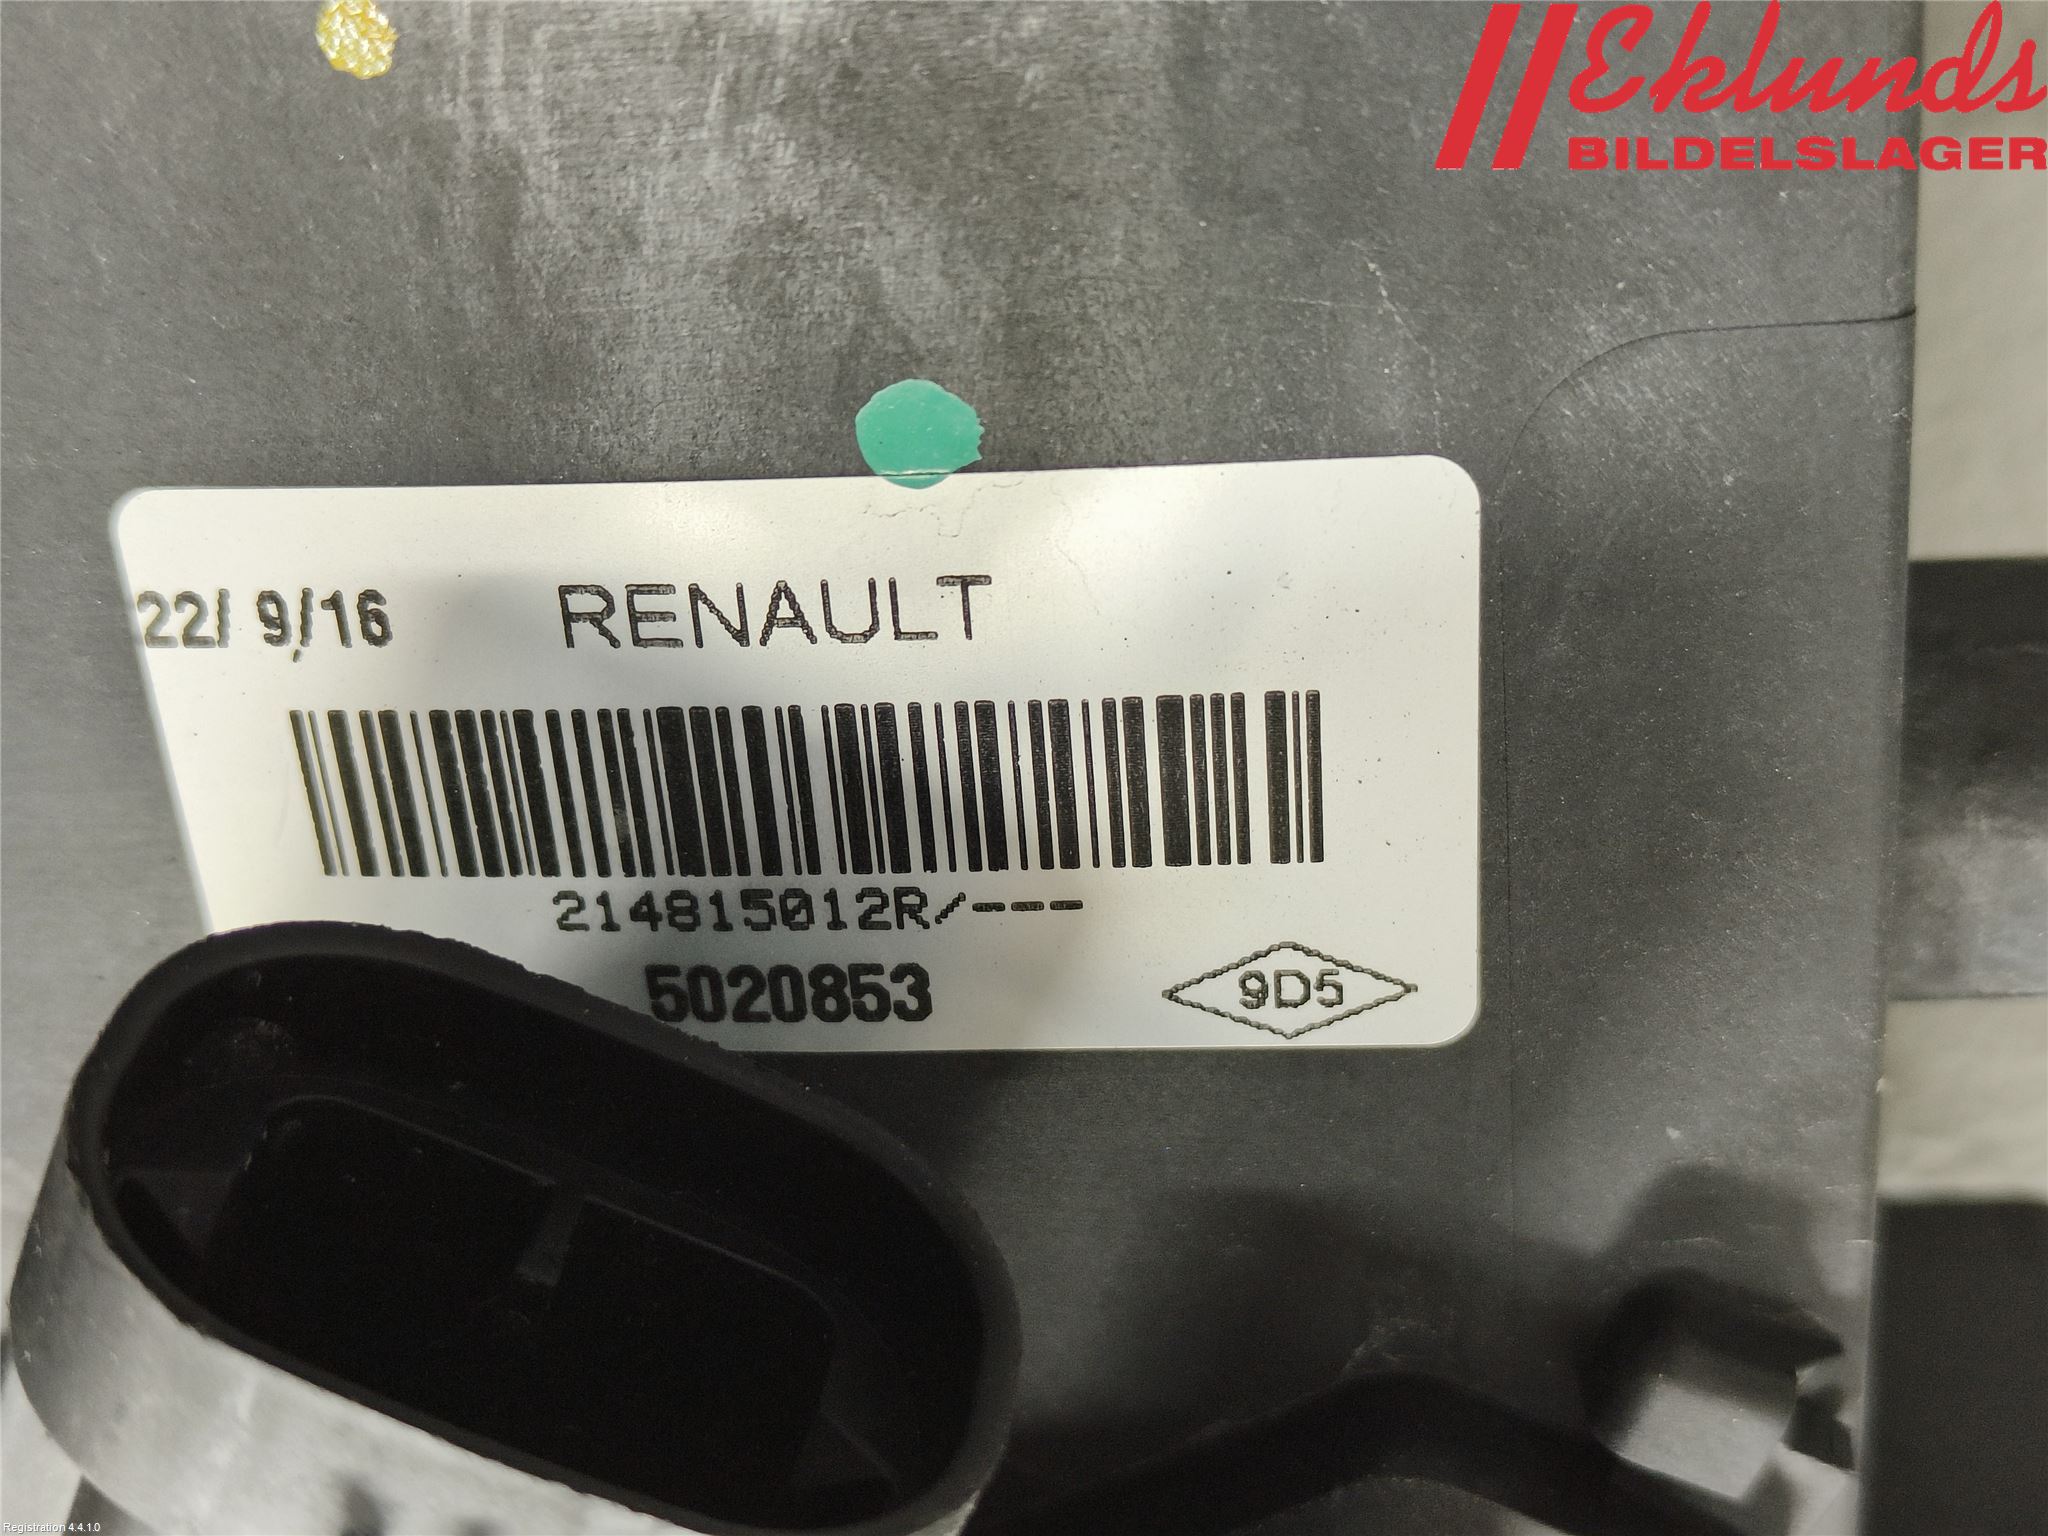 Eklunds
BILDELSLAGER
22/ 9/16 RENAULT
214815012R/---
5020853
9D5
Registration 4.4.1.0